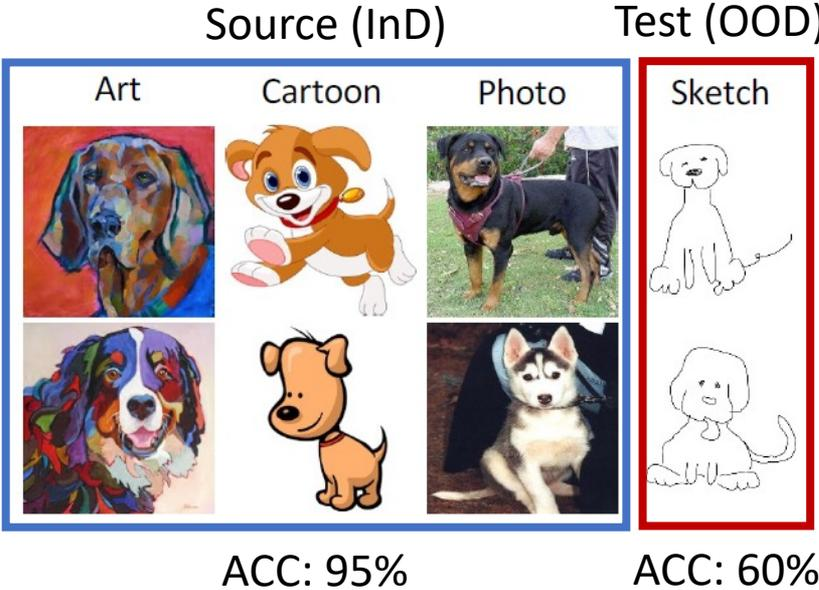 Source (InD)
Test (OOD)
Art
Cartoon
Photo
Sketch
ACC: 95%
ACC: 60%